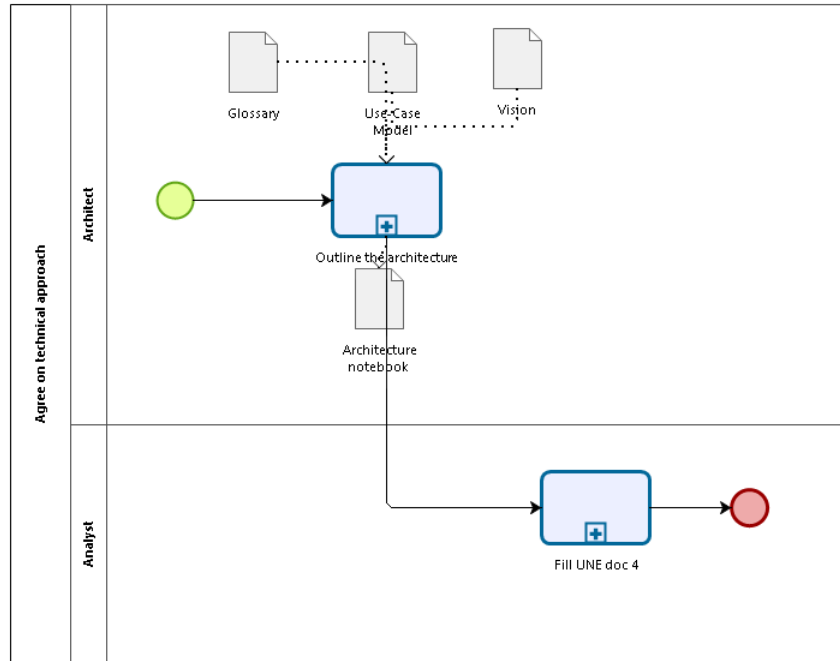 Agree on technical approach
Architect
Glossary
Use-Case
Model
Vision
Outline the architecture
Architecture
notebook
Analyst
Fill UNE doc 4